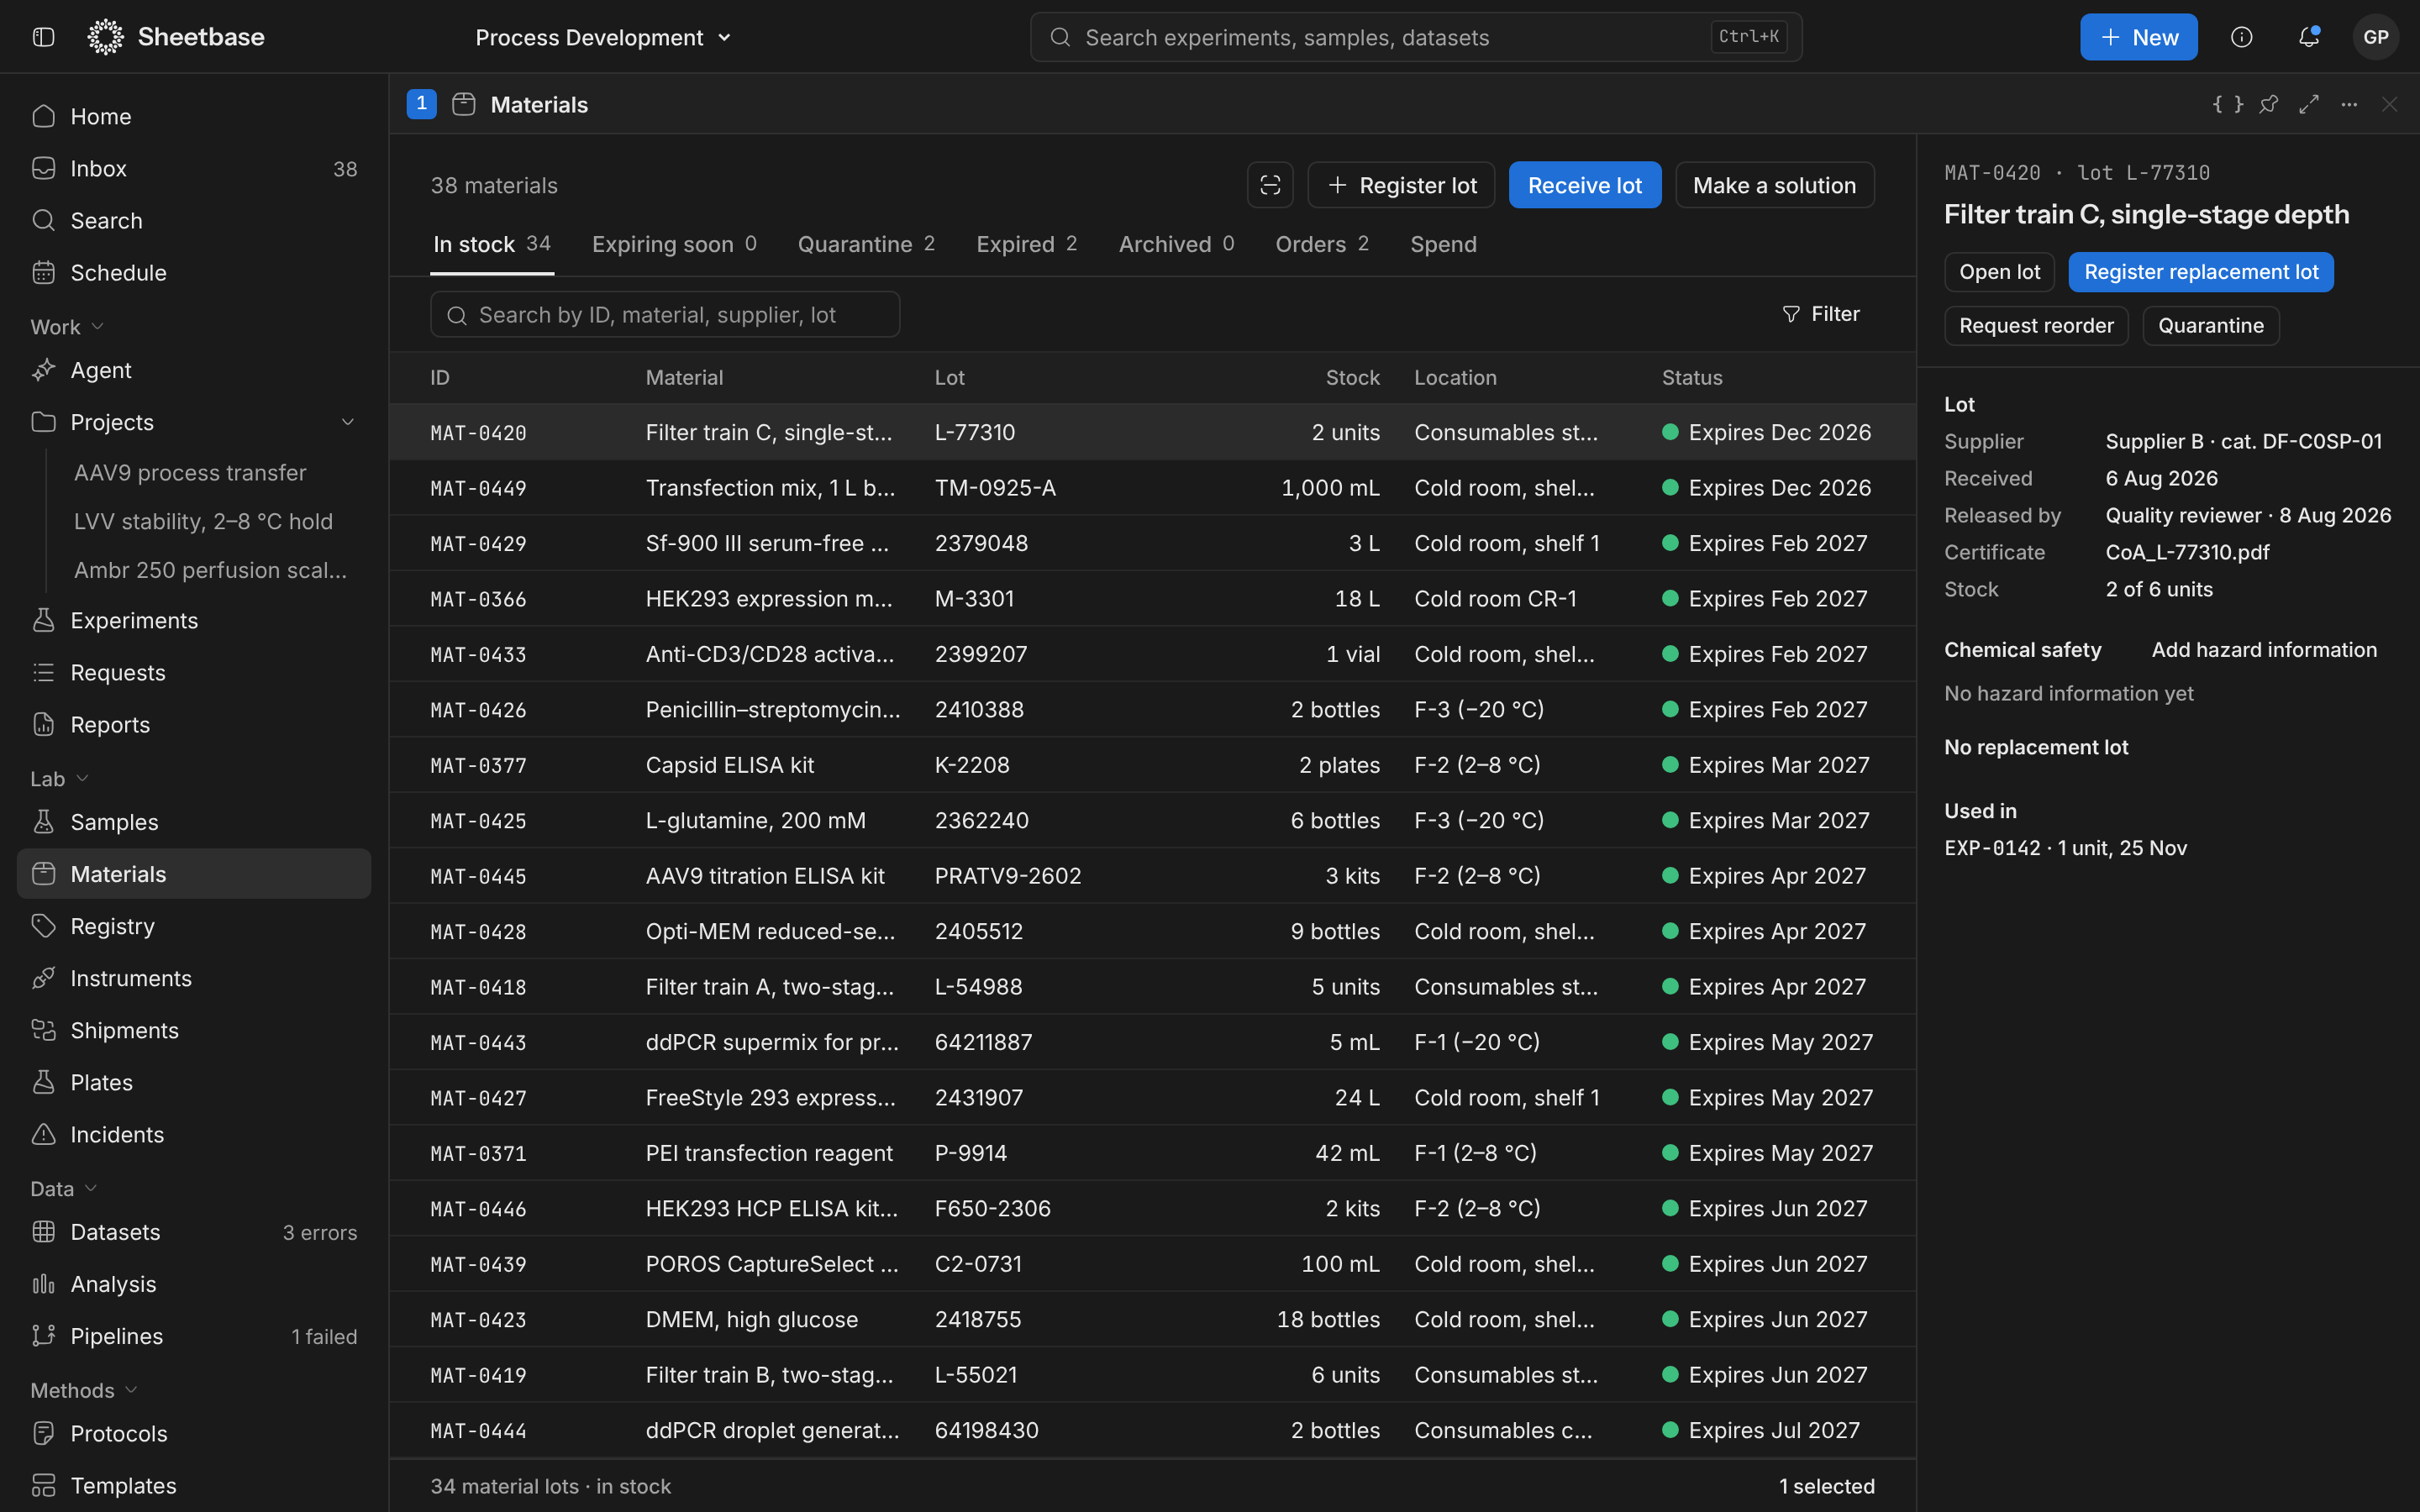 Sheetbase
Process Development
Search experiments, samples, datasets
Ctrl+K
New
GP
Home
Inbox 38
Search
Schedule
Work
Agent
Projects
AAV9 process transfer
LVV stability, 2–8 °C hold
Ambr 250 perfusion scal...
Experiments
Requests
Reports
Lab
Samples
Materials
Registry
Instruments
Shipments
Plates
Incidents
Data
Datasets 3 errors
Analysis
Pipelines 1 failed
Methods
Protocols
Templates
1 Materials
{ }
38 materials
Register lot
Receive lot
Make a solution
In stock 34 Expiring soon 0 Quarantine 2 Expired 2 Archived 0 Orders 2 Spend
Search by ID, material, supplier, lot
Filter
ID Material Lot Stock Location Status
MAT-0420 Filter train C, single-st... L-77310 2 units Consumables st... Expires Dec 2026
MAT-0449 Transfection mix, 1 L b... TM-0925-A 1,000 mL Cold room, shel... Expires Dec 2026
MAT-0429 Sf-900 III serum-free ... 2379048 3 L Cold room, shelf 1 Expires Feb 2027
MAT-0366 HEK293 expression m... M-3301 18 L Cold room CR-1 Expires Feb 2027
MAT-0433 Anti-CD3/CD28 activa... 2399207 1 vial Cold room, shel... Expires Feb 2027
MAT-0426 Penicillin–streptomycin... 2410388 2 bottles F-3 (−20 °C) Expires Feb 2027
MAT-0377 Capsid ELISA kit K-2208 2 plates F-2 (2–8 °C) Expires Mar 2027
MAT-0425 L-glutamine, 200 mM 2362240 6 bottles F-3 (−20 °C) Expires Mar 2027
MAT-0445 AAV9 titration ELISA kit PRATV9-2602 3 kits F-2 (2–8 °C) Expires Apr 2027
MAT-0428 Opti-MEM reduced-se... 2405512 9 bottles Cold room, shel... Expires Apr 2027
MAT-0418 Filter train A, two-stag... L-54988 5 units Consumables st... Expires Apr 2027
MAT-0443 ddPCR supermix for pr... 64211887 5 mL F-1 (−20 °C) Expires May 2027
MAT-0427 FreeStyle 293 express... 2431907 24 L Cold room, shelf 1 Expires May 2027
MAT-0371 PEI transfection reagent P-9914 42 mL F-1 (2–8 °C) Expires May 2027
MAT-0446 HEK293 HCP ELISA kit... F650-2306 2 kits F-2 (2–8 °C) Expires Jun 2027
MAT-0439 POROS CaptureSelect ... C2-0731 100 mL Cold room, shel... Expires Jun 2027
MAT-0423 DMEM, high glucose 2418755 18 bottles Cold room, shel... Expires Jun 2027
MAT-0419 Filter train B, two-stag... L-55021 6 units Consumables st... Expires Jun 2027
MAT-0444 ddPCR droplet generat... 64198430 2 bottles Consumables c... Expires Jul 2027
34 material lots · in stock
1 selected
MAT-0420 · lot L-77310
Filter train C, single-stage depth
Open lot
Register replacement lot
Request reorder
Quarantine
Lot
Supplier Supplier B · cat. DF-C0SP-01
Received 6 Aug 2026
Released by Quality reviewer · 8 Aug 2026
Certificate CoA_L-77310.pdf
Stock 2 of 6 units
Chemical safety Add hazard information
No hazard information yet
No replacement lot
Used in
EXP-0142 · 1 unit, 25 Nov